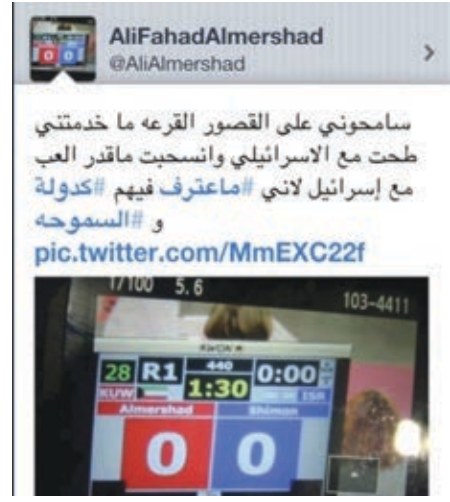 AliFahadAlmershad
@AliAlmershad
سامحوني على القصور القرعه ما خدمتني
طحت مع الاسرائيلي وانسحبت ماقدر العب
مع إسرائيل لاني #ماعترف فيهم #كدولة
و #السموحه
pic.twitter.com/MmEXC22f
1/100 5.6
103-4411
KWON
28 R1 440 0:00
KUW 1:30 ISR
Almershad Shimon
0 0